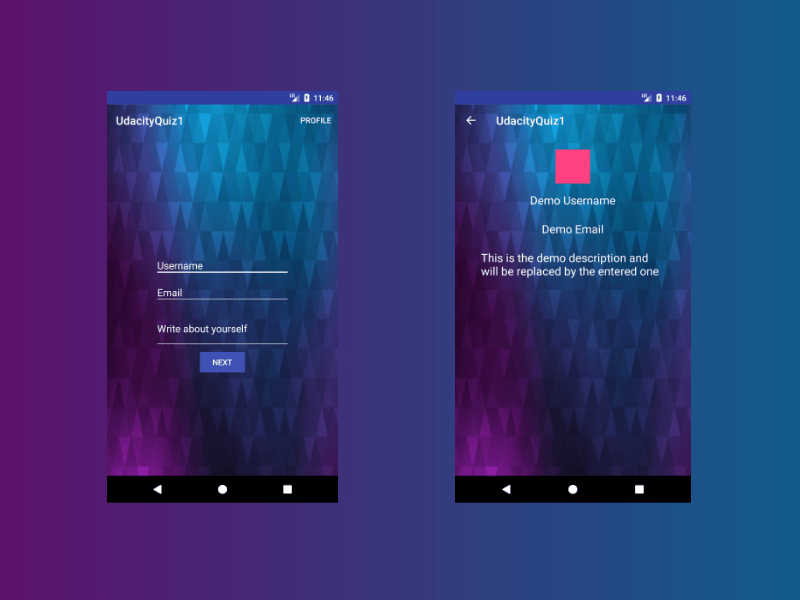 11:46
UdacityQuiz1
PROFILE
Username
Email
Write about yourself
NEXT
11:46
UdacityQuiz1
Demo Username
Demo Email
This is the demo description and
will be replaced by the entered one